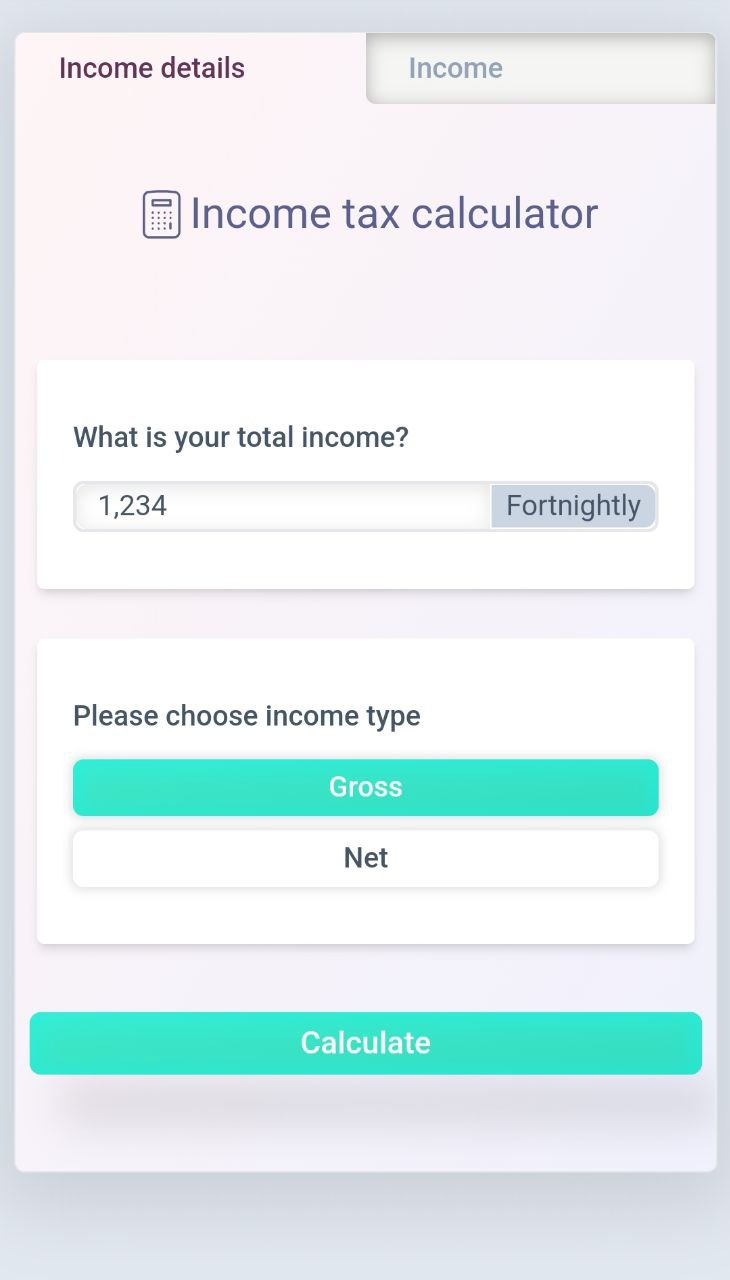 Income details
Income
Income tax calculator
What is your total income?
1,234
Fortnightly
Please choose income type
Gross
Net
Calculate